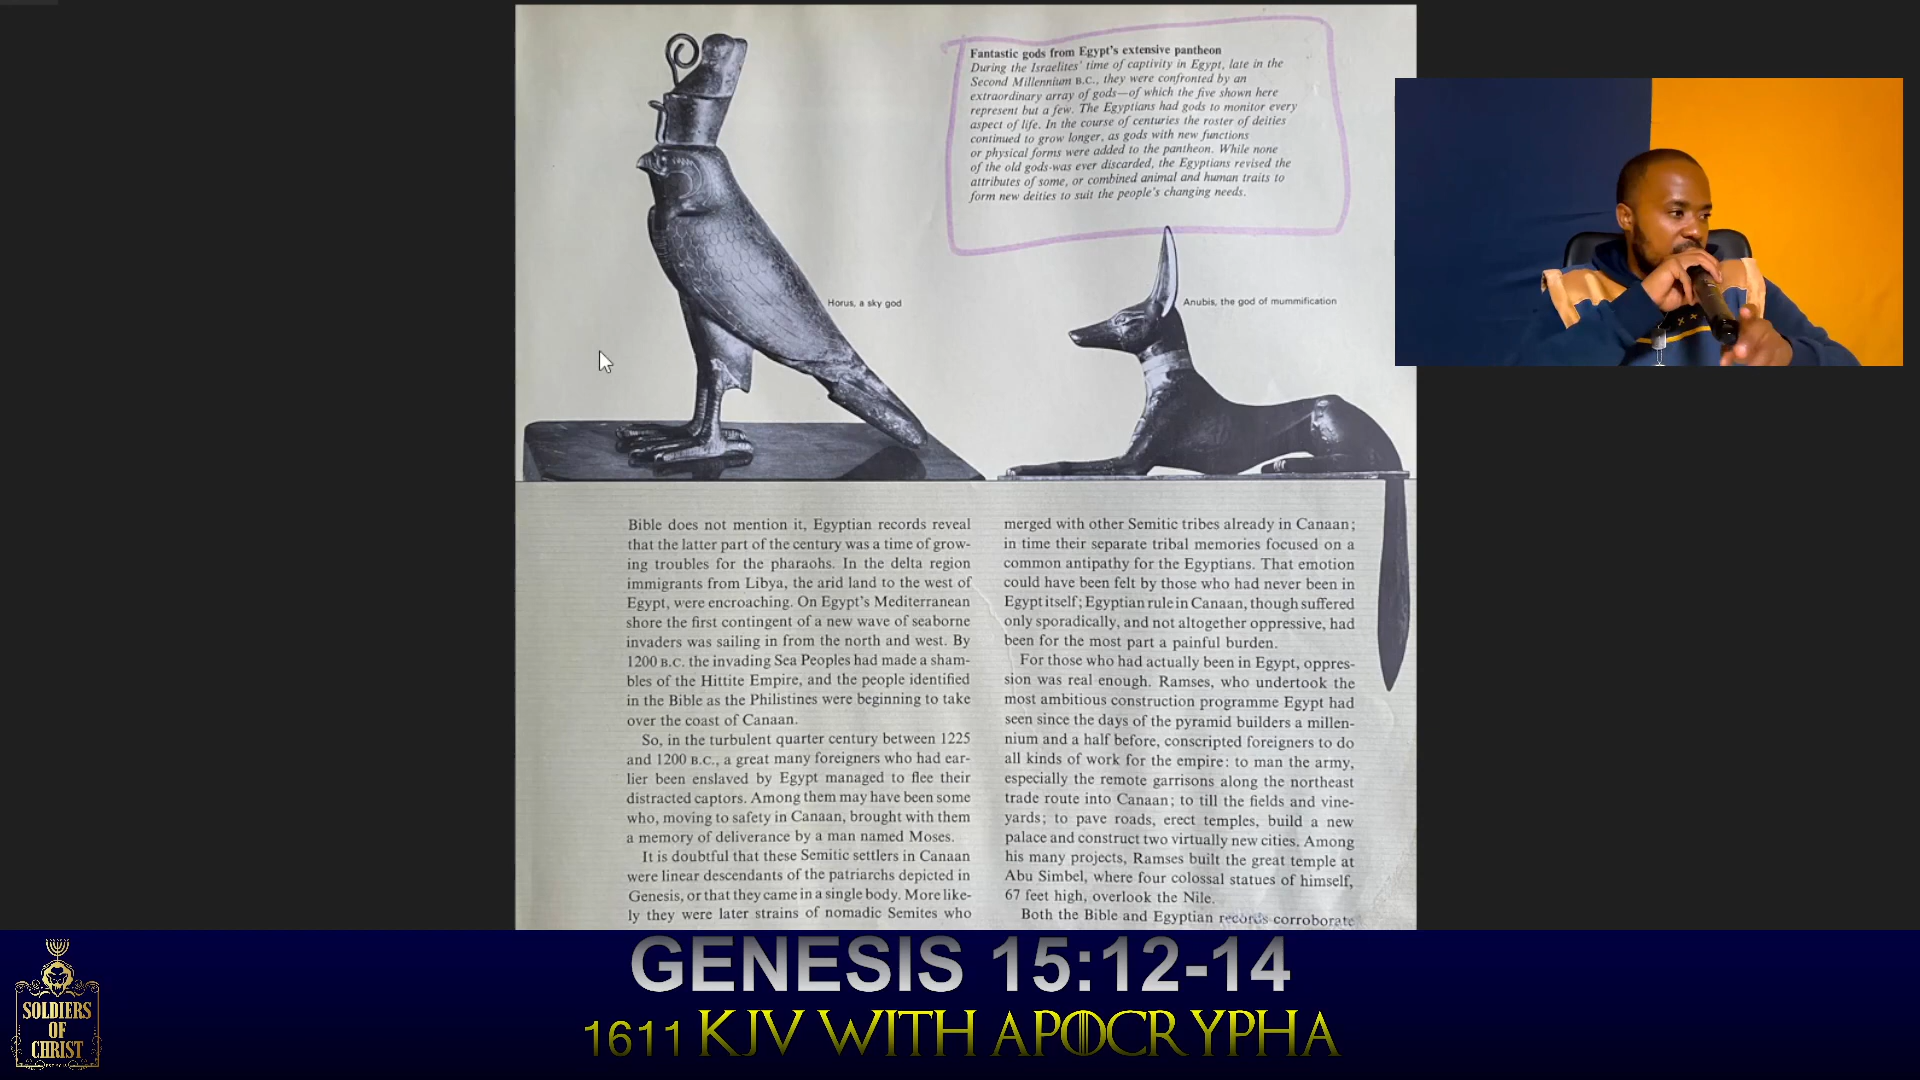 Fantastic gods from Egypt's extensive pantheon
During the Israelites' time of captivity in Egypt, late in the
Second Millennium B.C., they were confronted by an
extraordinary array of gods—of which the five shown here
represent but a few. The Egyptians had gods to monitor every
aspect of life. In the course of centuries the roster of deities
continued to grow longer, as gods with new functions
or physical forms were added to the pantheon. While none
of the old gods was ever discarded, the Egyptians revised the
attributes of some, or combined animal and human traits to
form new deities to suit the people's changing needs.
Horus, a sky god
Anubis, the god of mummification
Bible does not mention it, Egyptian records reveal
that the latter part of the century was a time of grow-
ing troubles for the pharaohs. In the delta region
immigrants from Libya, the arid land to the west of
Egypt, were encroaching. On Egypt's Mediterranean
shore the first contingent of a new wave of seaborne
invaders was sailing in from the north and west. By
1200 B.C. the invading Sea Peoples had made a sham-
bles of the Hittite Empire, and the people identified
in the Bible as the Philistines were beginning to take
over the coast of Canaan.
So, in the turbulent quarter century between 1225
and 1200 B.C., a great many foreigners who had ear-
lier been enslaved by Egypt managed to flee their
distracted captors. Among them may have been some
who, moving to safety in Canaan, brought with them
a memory of deliverance by a man named Moses.
It is doubtful that these Semitic settlers in Canaan
were linear descendants of the patriarchs depicted in
Genesis, or that they came in a single body. More like-
ly they were later strains of nomadic Semites who
merged with other Semitic tribes already in Canaan;
in time their separate tribal memories focused on a
common antipathy for the Egyptians. That emotion
could have been felt by those who had never been in
Egypt itself; Egyptian rule in Canaan, though suffered
only sporadically, and not altogether oppressive, had
been for the most part a painful burden.
For those who had actually been in Egypt, oppres-
sion was real enough. Ramses, who undertook the
most ambitious construction programme Egypt had
seen since the days of the pyramid builders a millen-
nium and a half before, conscripted foreigners to do
all kinds of work for the empire: to man the army,
especially the remote garrisons along the northeast
trade route into Canaan; to till the fields and vine-
yards; to pave roads, erect temples, build a new
palace and construct two virtually new cities. Among
his many projects, Ramses built the great temple at
Abu Simbel, where four colossal statues of himself,
67 feet high, overlook the Nile.
Both the Bible and Egyptian records corroborate
GENESIS 15:12-14
1611 KJV WITH APOCRYPHA
SOLDIERS
OF
CHRIST